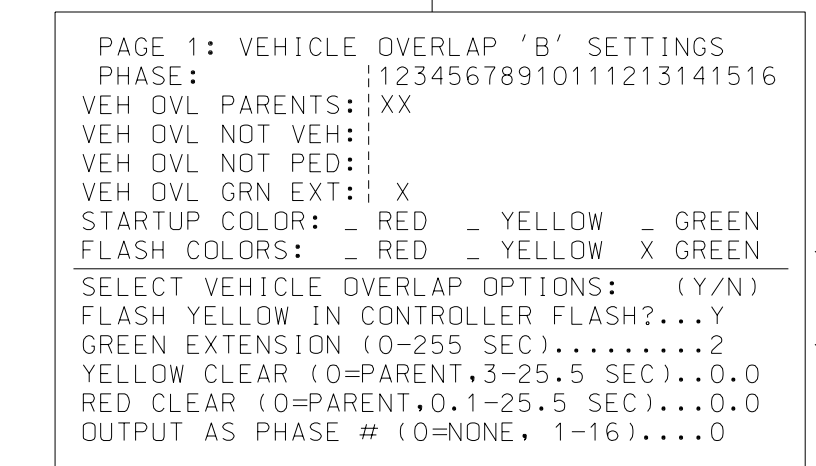 PAGE 1: VEHICLE OVERLAP 'B' SETTINGS
PHASE: |12345678910111213141516
VEH OVL PARENTS:|XX
VEH OVL NOT VEH:|
VEH OVL NOT PED:|
VEH OVL GRN EXT:| X
STARTUP COLOR: _ RED _ YELLOW _ GREEN
FLASH COLORS: _ RED _ YELLOW X GREEN
SELECT VEHICLE OVERLAP OPTIONS: (Y/N)
FLASH YELLOW IN CONTROLLER FLASH?...Y
GREEN EXTENSION (0-255 SEC).........2
YELLOW CLEAR (0=PARENT,3-25.5 SEC)..0.0
RED CLEAR (0=PARENT,0.1-25.5 SEC)...0.0
OUTPUT AS PHASE # (0=NONE, 1-16)....0